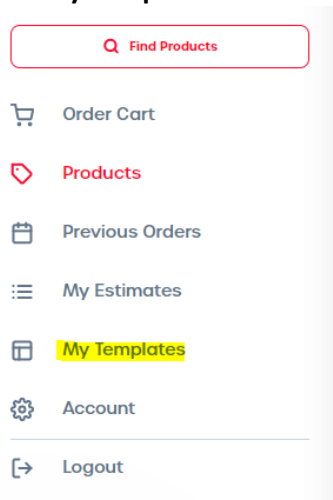 Find Products
Order Cart
Products
Previous Orders
My Estimates
My Templates
Account
Logout